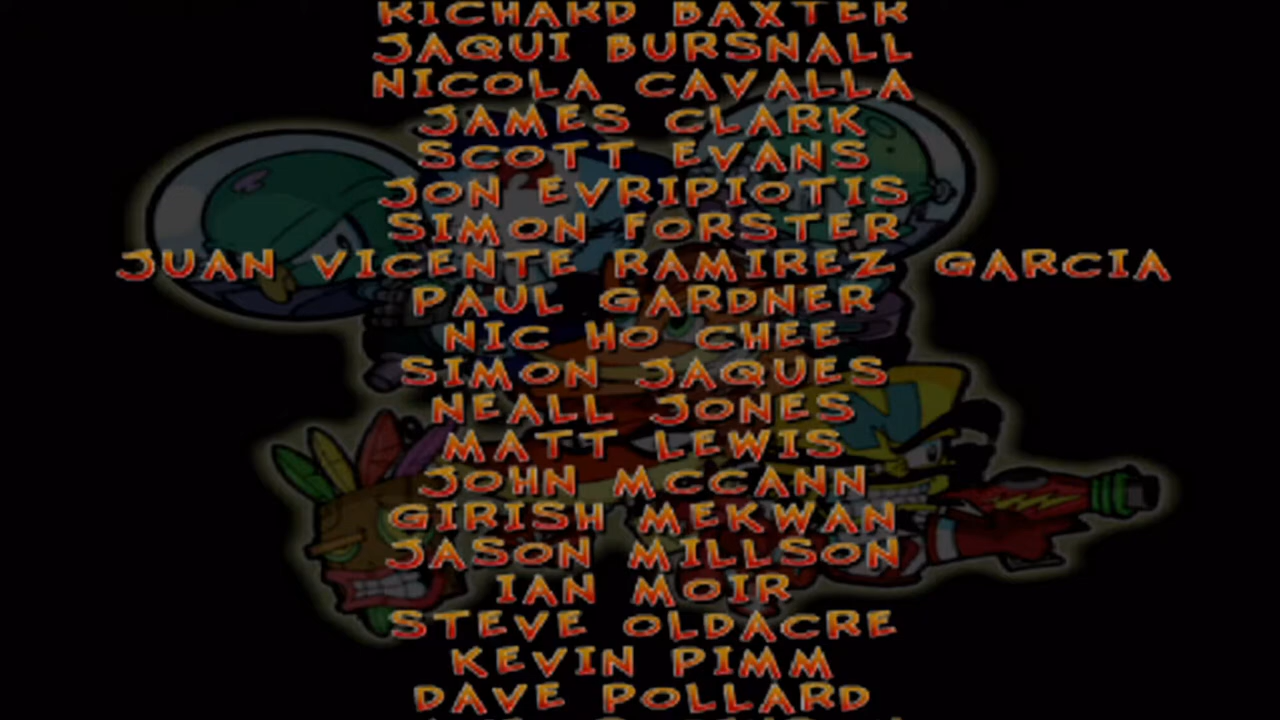 RICHARD BAXTER
JAQUI BURSNALL
NICOLA CAVALLA
JAMES CLARK
SCOTT EVANS
JON EVRIPIOTIS
SIMON FORSTER
JUAN VICENTE RAMIREZ GARCIA
PAUL GARDNER
NIC HO CHEE
SIMON JAQUES
NEALL JONES
MATT LEWIS
JOHN MCCANN
GIRISH MEKWAN
JASON MILLSON
IAN MOIR
STEVE OLDACRE
KEVIN PIMM
DAVE POLLARD